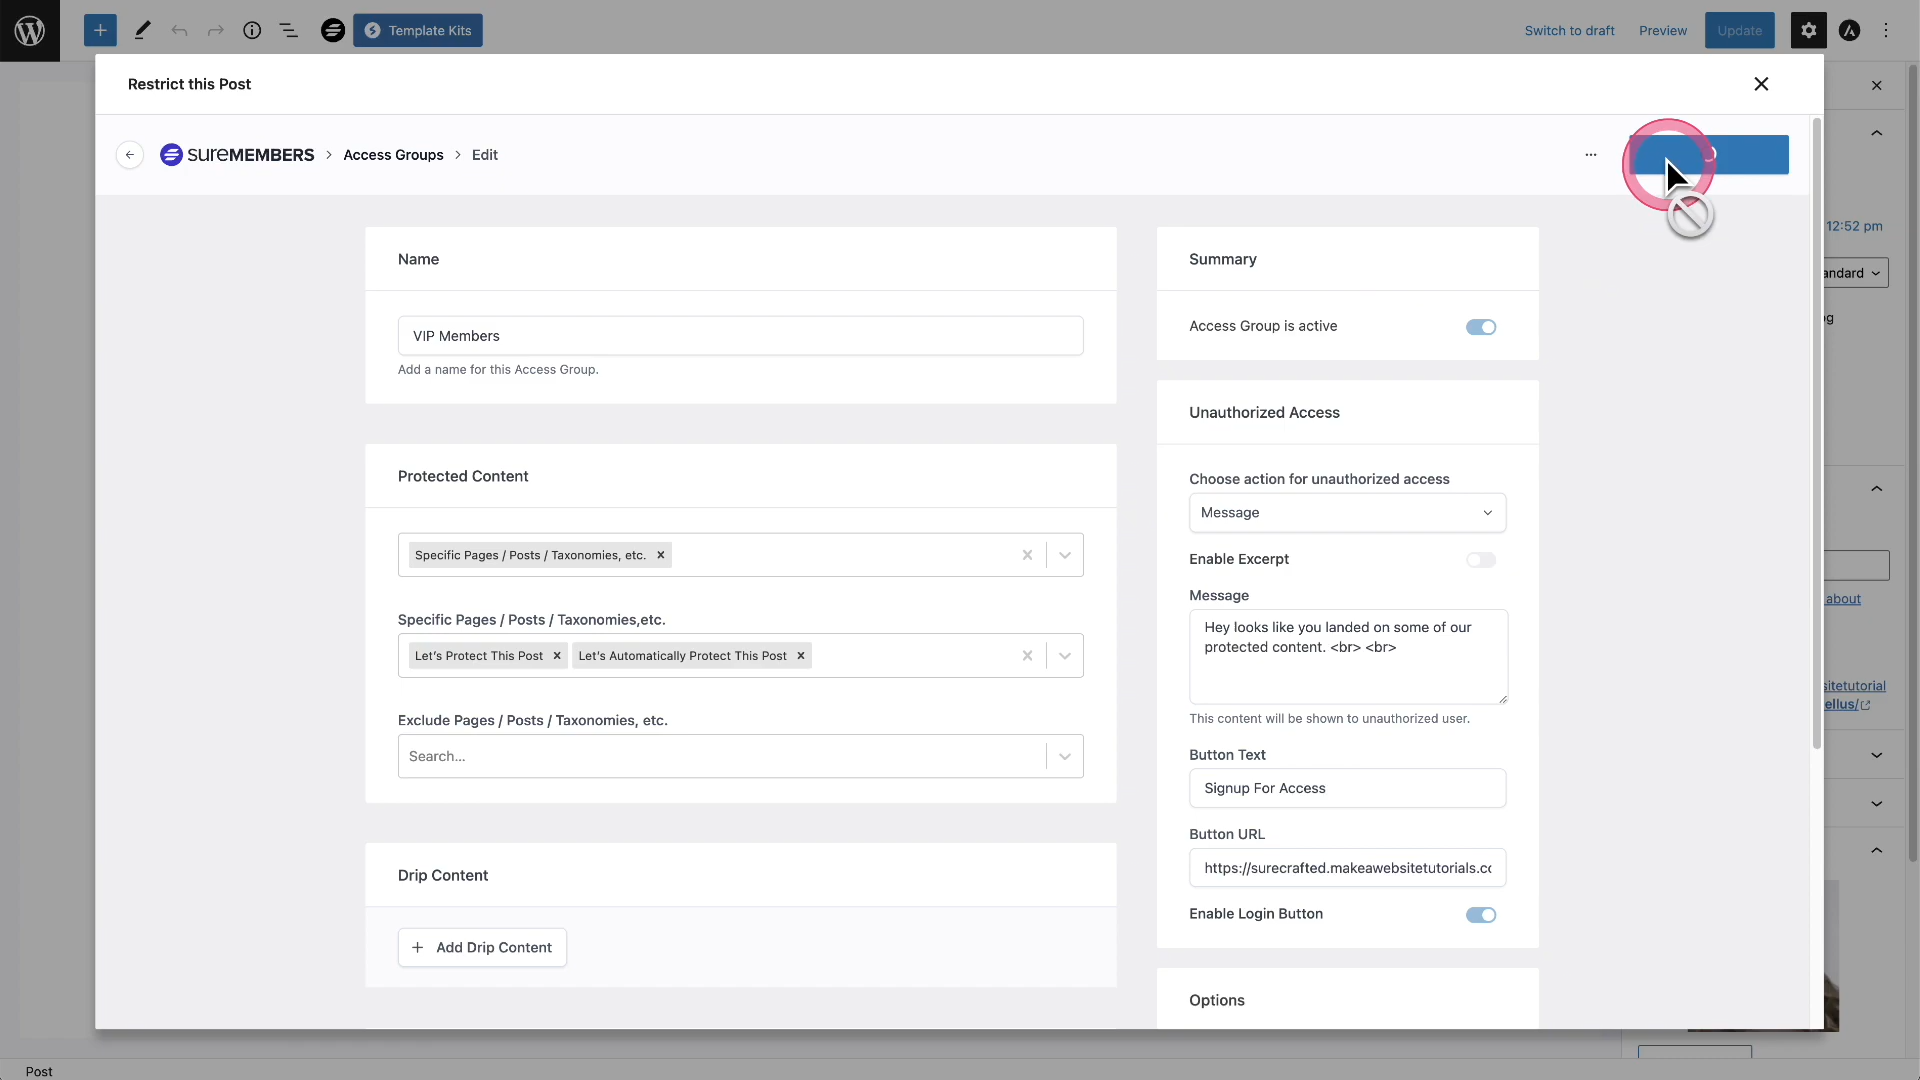 Template Kits
Switch to draft
Preview
Update
Restrict this Post
sureMEMBERS
Access Groups
Edit
12:52 pm
andard
Name
VIP Members
Add a name for this Access Group.
Summary
Access Group is active
Protected Content
Specific Pages / Posts / Taxonomies, etc.
Specific Pages / Posts / Taxonomies,etc.
Let's Protect This Post
Let's Automatically Protect This Post
Exclude Pages / Posts / Taxonomies, etc.
Search...
Drip Content
Add Drip Content
Unauthorized Access
Choose action for unauthorized access
Message
Enable Excerpt
Message
Hey looks like you landed on some of our
protected content. <br> <br>
This content will be shown to unauthorized user.
Button Text
Signup For Access
Button URL
https://surecrafted.makeawebsitetutorials.cc
Enable Login Button
Options
about
sitetutorial
ellus/
Post